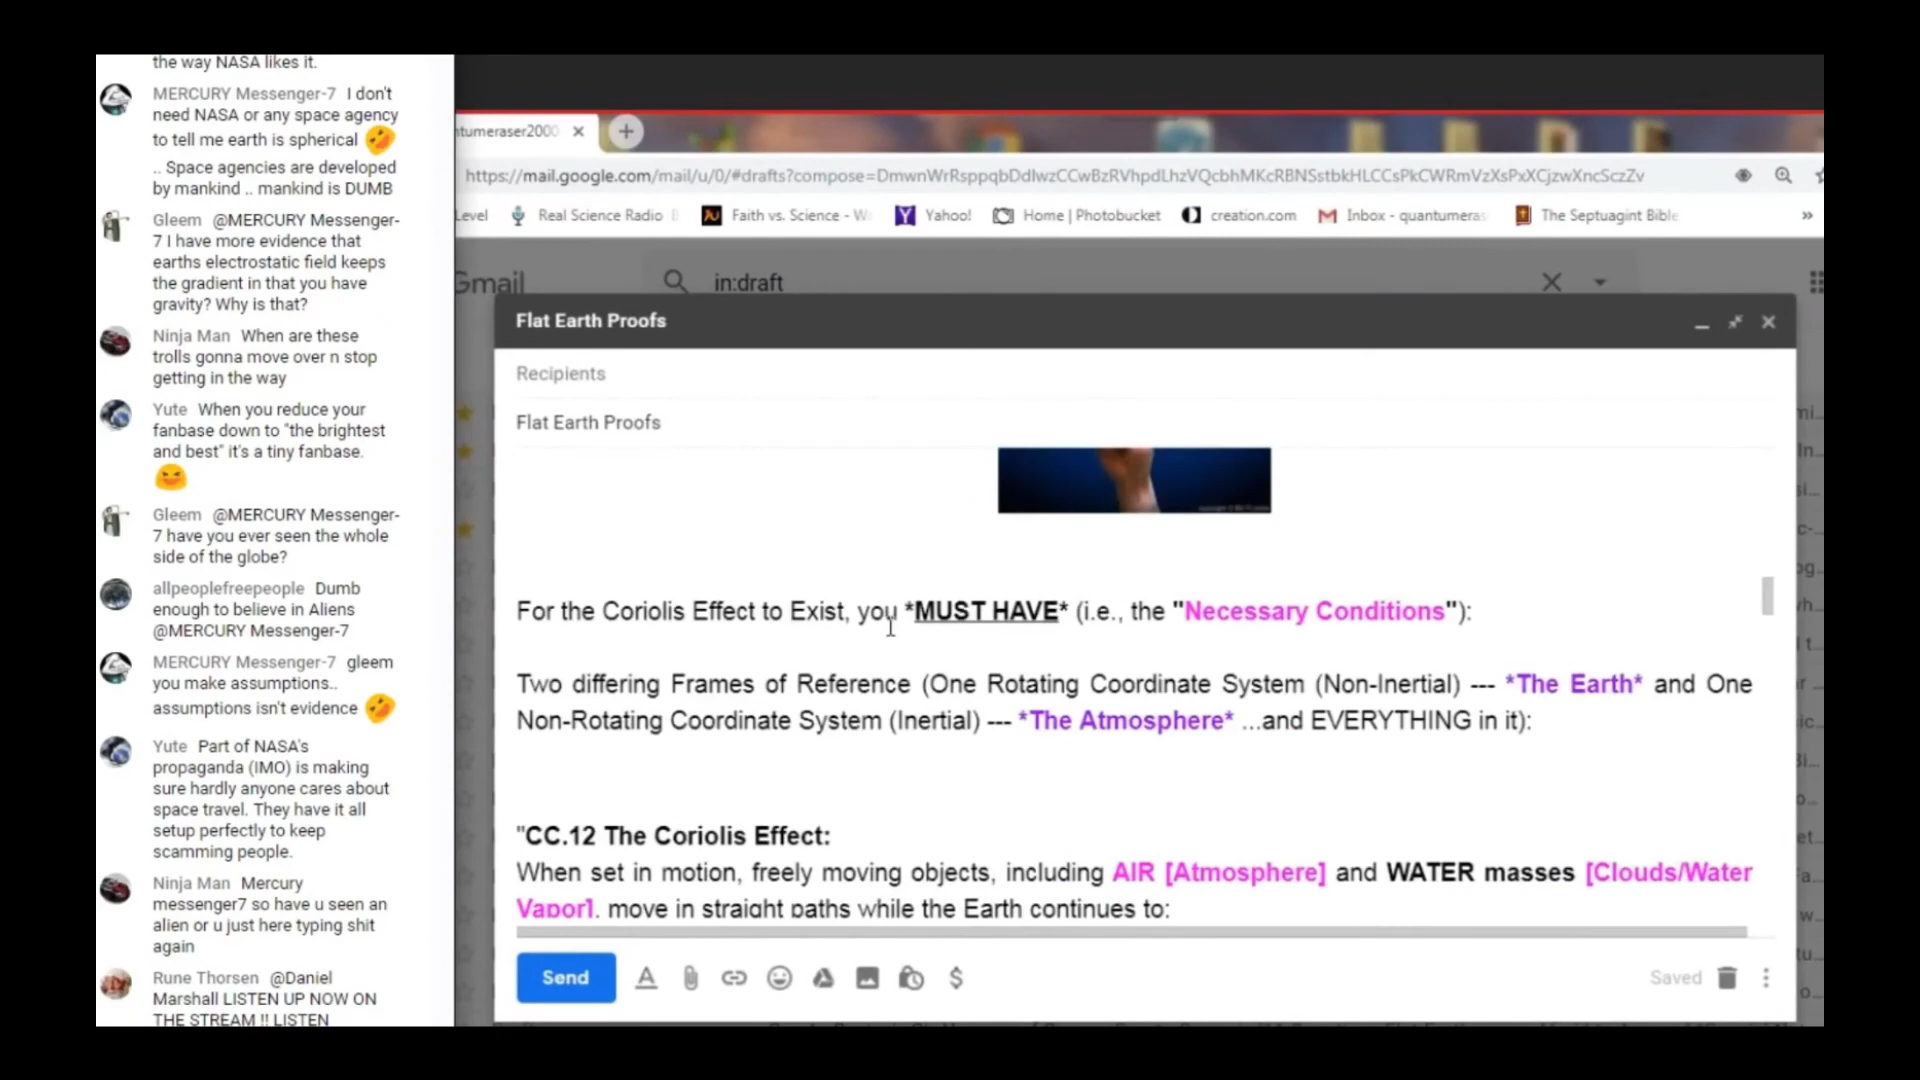 the way NASA likes it.
MERCURY Messenger-7 I don't
need NASA or any space agency
to tell me earth is spherical 🤣
.. Space agencies are developed
by mankind .. mankind is DUMB
Gleem @MERCURY Messenger-
7 I have more evidence that
earths electrostatic field keeps
the gradient in that you have
gravity? Why is that?
Ninja Man When are these
trolls gonna move over n stop
getting in the way
Yute When you reduce your
fanbase down to "the brightest
and best" it's a tiny fanbase.
😆
Gleem @MERCURY Messenger-
7 have you ever seen the whole
side of the globe?
allpeoplefreepeople Dumb
enough to believe in Aliens
@MERCURY Messenger-7
MERCURY Messenger-7 gleem
you make assumptions..
assumptions isn't evidence 🤣
Yute Part of NASA's
propaganda (IMO) is making
sure hardly anyone cares about
space travel. They have it all
setup perfectly to keep
scamming people.
Ninja Man Mercury
messenger7 so have u seen an
alien or u just here typing shit
again
Rune Thorsen @Daniel
Marshall LISTEN UP NOW ON
THE STREAM !! LISTEN
ntumeraser2000
https://mail.google.com/mail/u/0/#drafts?compose=
Level Real Science Radio Faith vs. Science - W Yahoo! Home | Photobucket creation.com Inbox - quantumeras The Septuagint Bible »
Gmail in:draft
Flat Earth Proofs
Recipients
Flat Earth Proofs
For the Coriolis Effect to Exist, you *MUST HAVE* (i.e., the "Necessary Conditions"):
Two differing Frames of Reference (One Rotating Coordinate System (Non-Inertial) --- *The Earth* and One
Non-Rotating Coordinate System (Inertial) --- *The Atmosphere* ...and EVERYTHING in it):
"CC.12 The Coriolis Effect:
When set in motion, freely moving objects, including AIR [Atmosphere] and WATER masses [Clouds/Water
Vapor], move in straight paths while the Earth continues to:
Send Saved